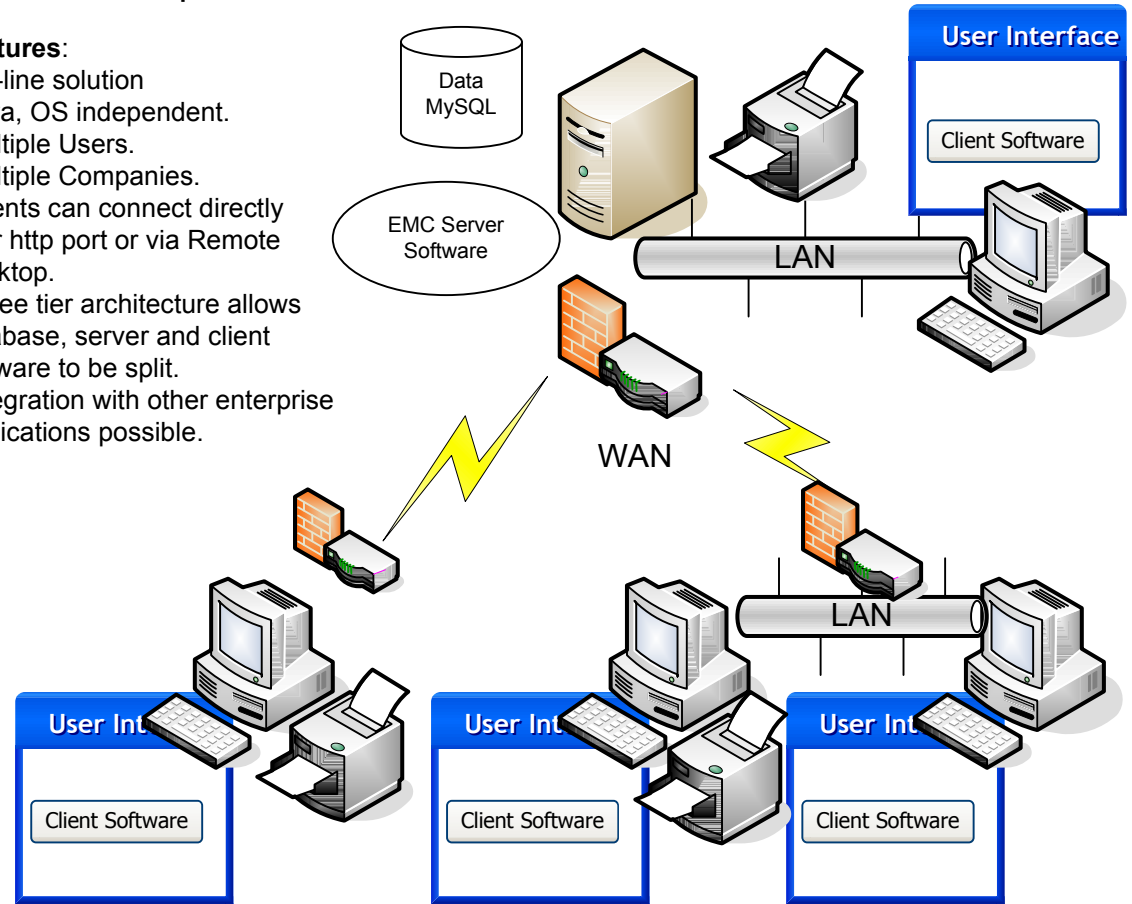 tures:
-line solution
a, OS independent.
ltiple Users.
ltiple Companies.
ents can connect directly
r http port or via Remote
ktop.
ee tier architecture allows
abase, server and client
ware to be split.
egration with other enterprise
lications possible.
Data
MySQL
EMC Server
Software
User Interface
Client Software
LAN
WAN
LAN
User Int
Client Software
User Int
Client Software
User Int
Client Software